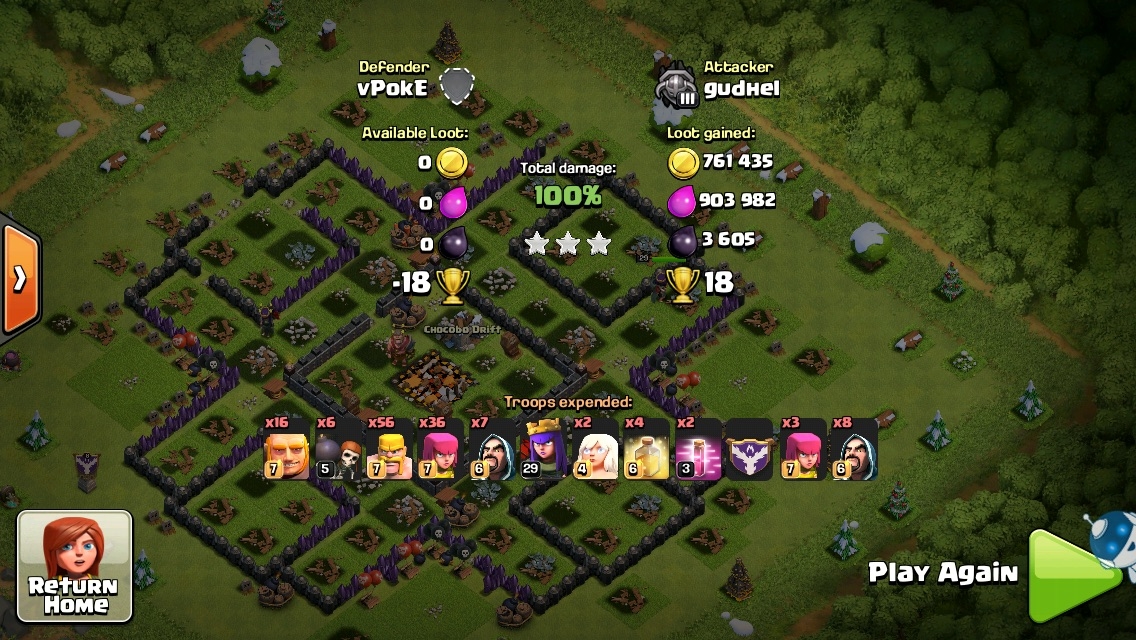 Defender
vPokE
Attacker
gudHel
III
Available Loot:
0
0
0
-18
Total damage:
100%
Loot gained:
761 435
903 982
3 605
18
29
Chocobo Drift
Troops expended:
x16 x6 x56 x36 x7 x2 x4 x2 x3 x8
7 5 7 7 6 29 4 6 3 7 6
Return
Home
Play Again